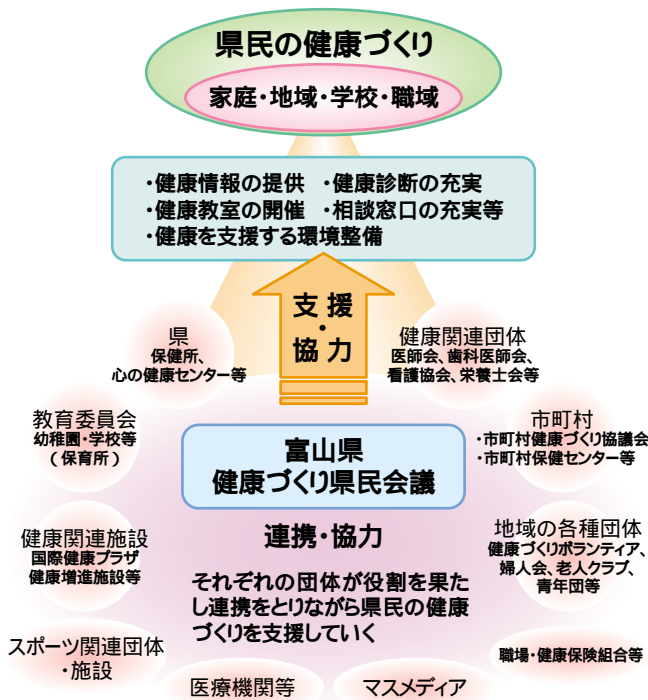 県民の健康づくり
家庭・地域・学校・職域
・健康情報の提供 ・健康診断の充実
・健康教室の開催 ・相談窓口の充実等
・健康を支援する環境整備
支援
・
協力
県
保健所、
心の健康センター等
健康関連団体
医師会、歯科医師会、
看護協会、栄養士会等
教育委員会
幼稚園・学校等
(保育所)
市町村
・市町村健康づくり協議会
・市町村保健センター等
富山県
健康づくり県民会議
健康関連施設
国際健康プラザ
健康増進施設等
連携・協力
それぞれの団体が役割を果た
し連携をとりながら県民の健康
づくりを支援していく
地域の各種団体
健康づくりボランティア、
婦人会、老人クラブ、
青年団等
スポーツ関連団体
・施設
職場・健康保険組合等
医療機関等
マスメディア